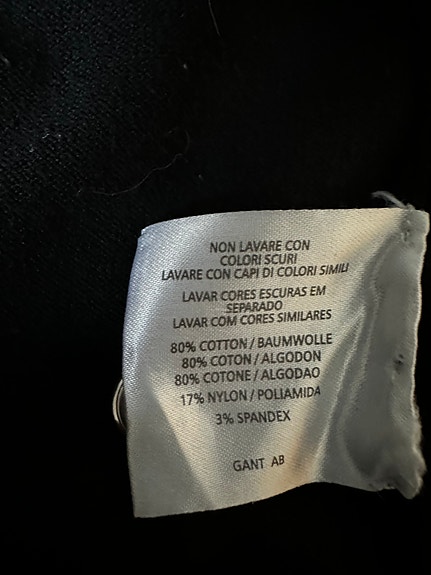 NON LAVARE CON
COLORI SCURI
LAVARE CON CAPI DI COLORI SIMILI
LAVAR CORES ESCURAS EM
SEPARADO
LAVAR COM CORES SIMILARES
80% COTTON / BAUMWOLLE
80% COTON / ALGODON
80% COTONE / ALGODAO
17% NYLON / POLIAMIDA
3% SPANDEX
GANT AB